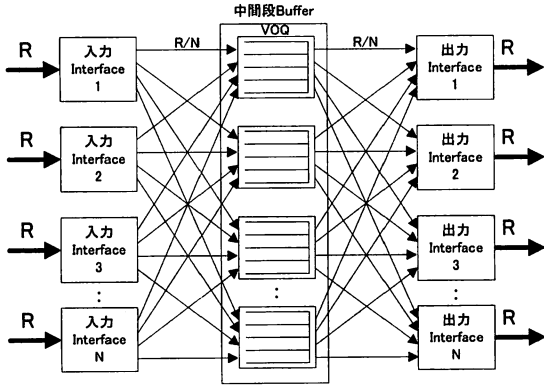 中間段Buffer
VOQ
R
入力
Interface
1
R/N
R/N
出力
Interface
1
R
R
入力
Interface
2
出力
Interface
2
R
R
入力
Interface
3
出力
Interface
3
R
⋮
⋮
⋮
R
入力
Interface
N
出力
Interface
N
R